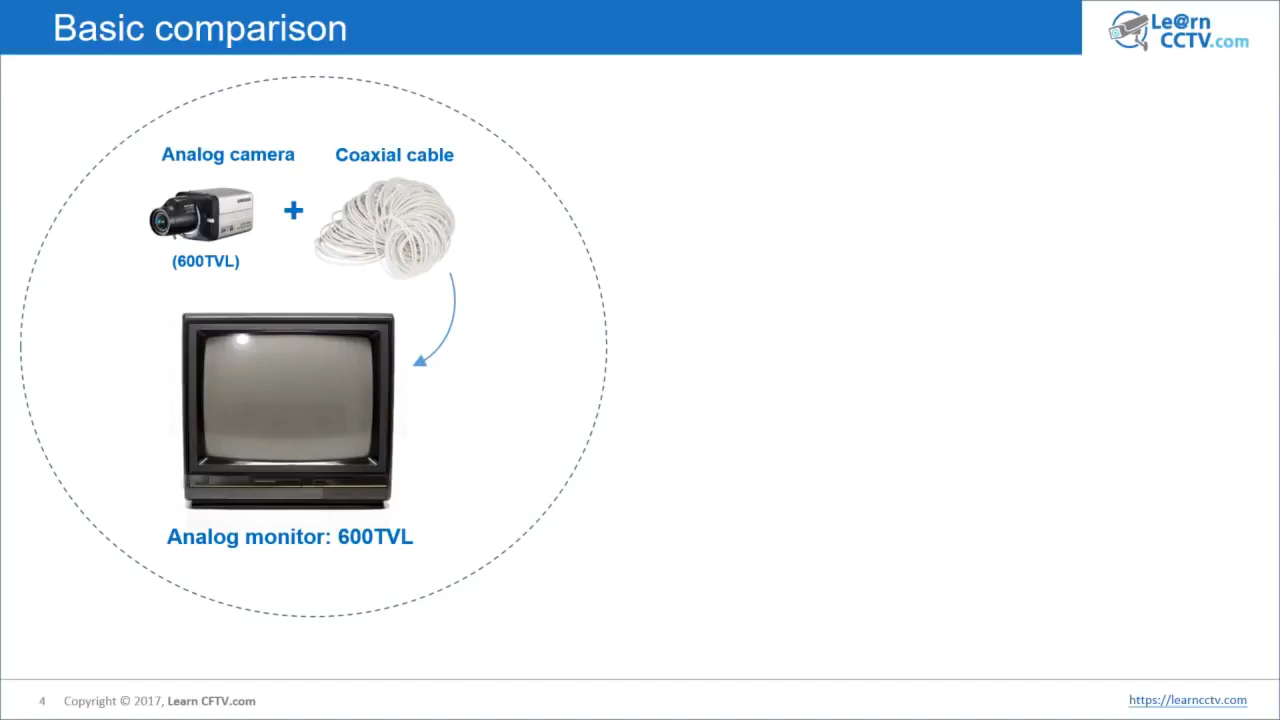 Basic comparison
Le@rn
CCTV.com
Analog camera
Coaxial cable
+
SAMSUNG
(600TVL)
Analog monitor: 600TVL
4
Copyright © 2017, Learn CFTV.com
https://learncctv.com